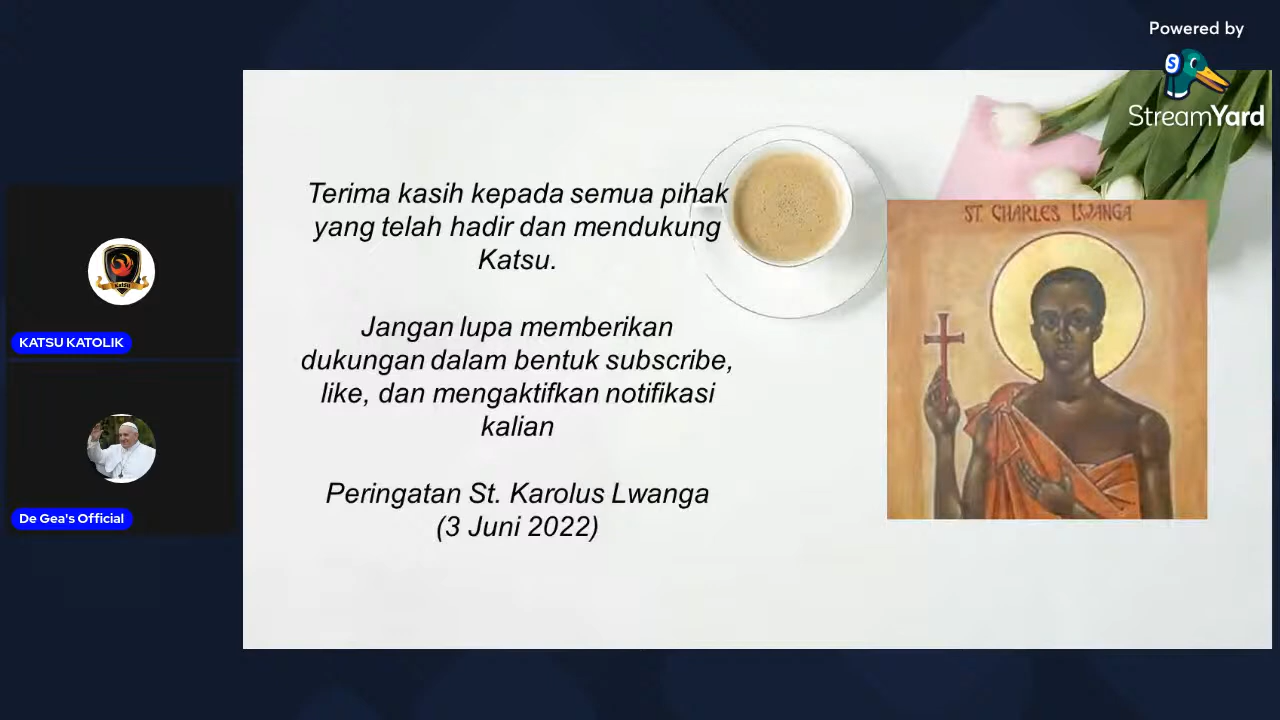 Powered by
StreamYard
Terima kasih kepada semua pihak
yang telah hadir dan mendukung
Katsu.
Jangan lupa memberikan
dukungan dalam bentuk subscribe,
like, dan mengaktifkan notifikasi
kalian
Peringatan St. Karolus Lwanga
(3 Juni 2022)
ST. CHARLES LWANGA
KATSU KATOLIK
De Gea's Official